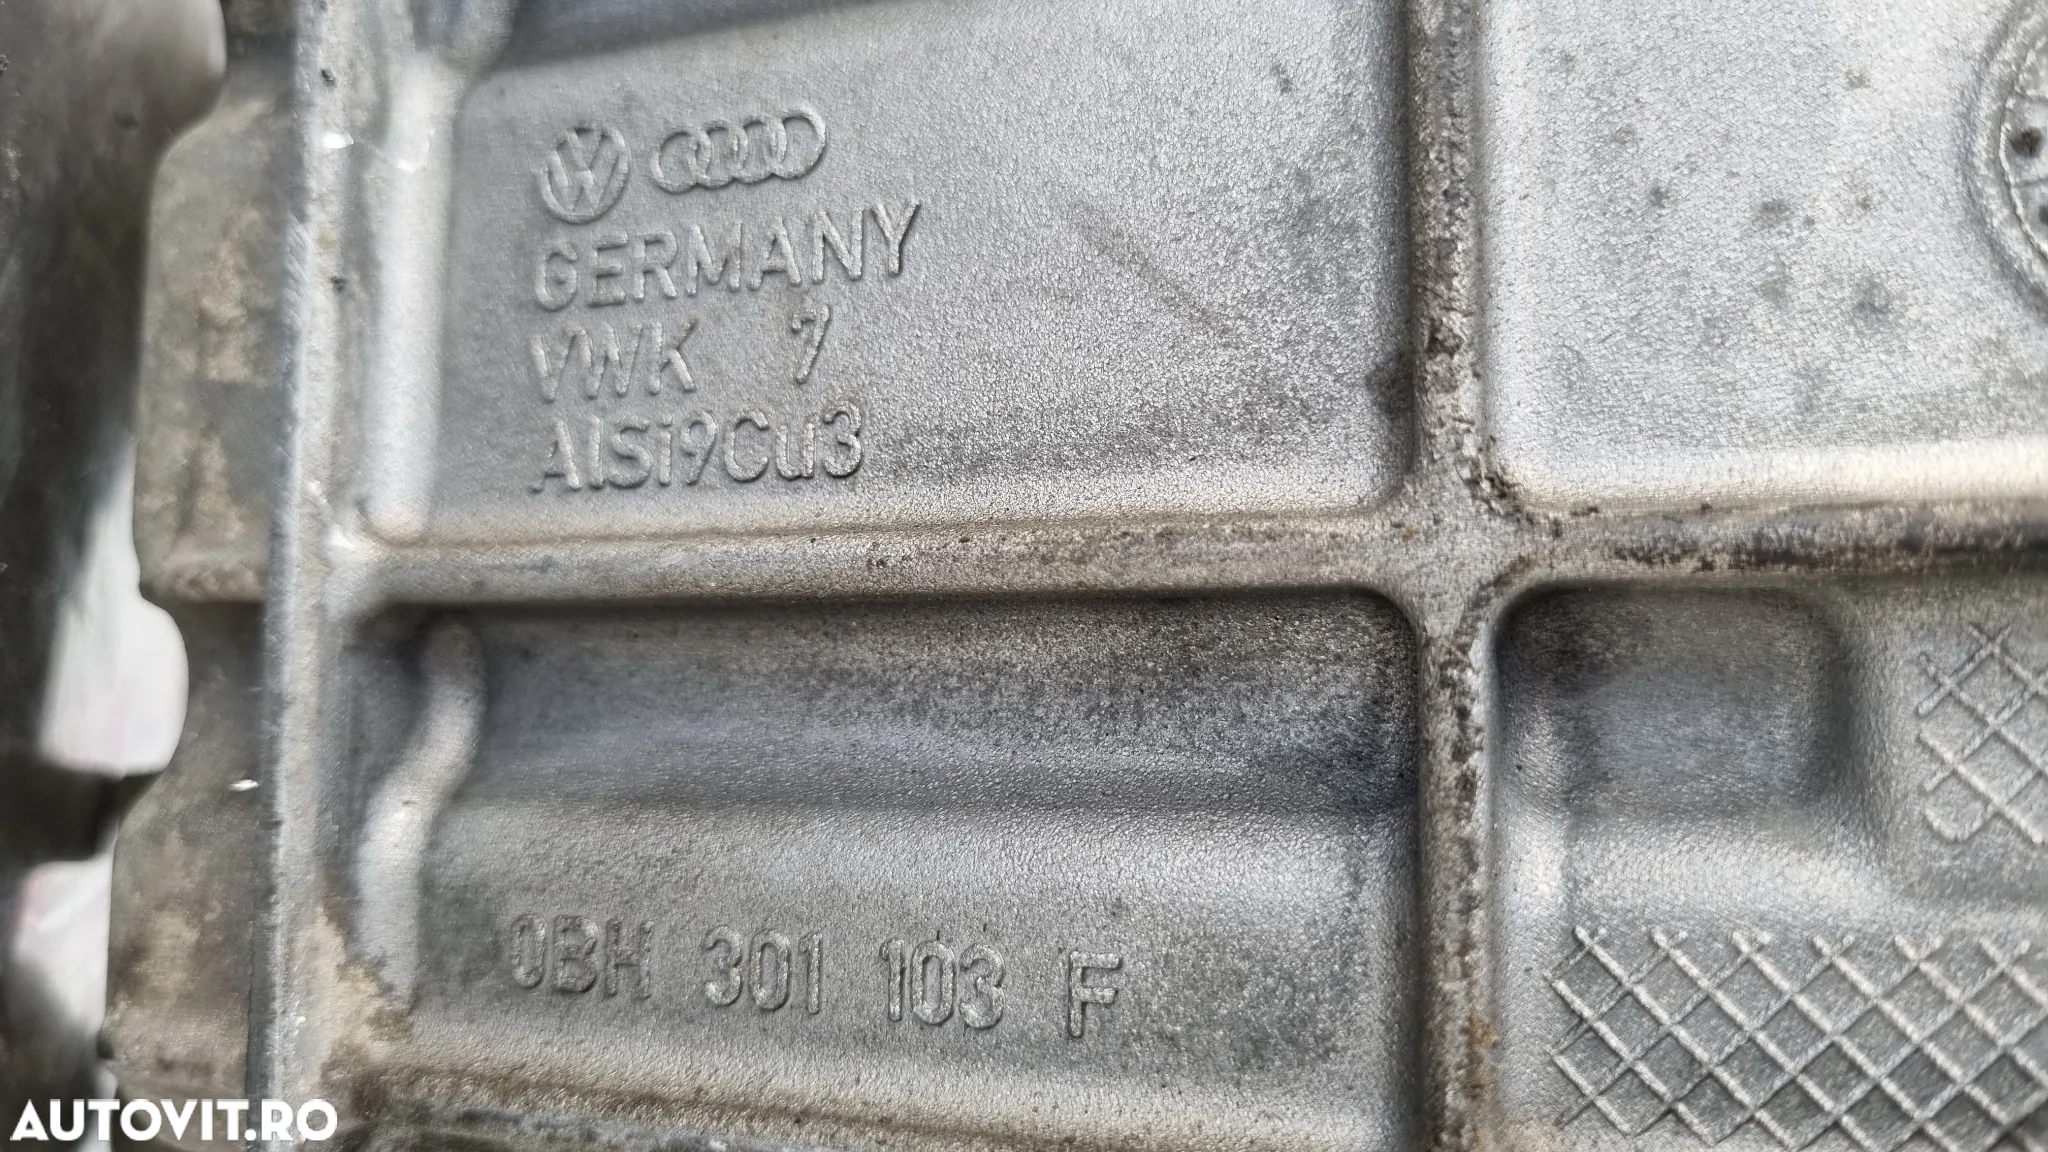 GERMANY
VWK 7
AlSi9Cu3
0BH 301 103 F
AUTOVIT.RO